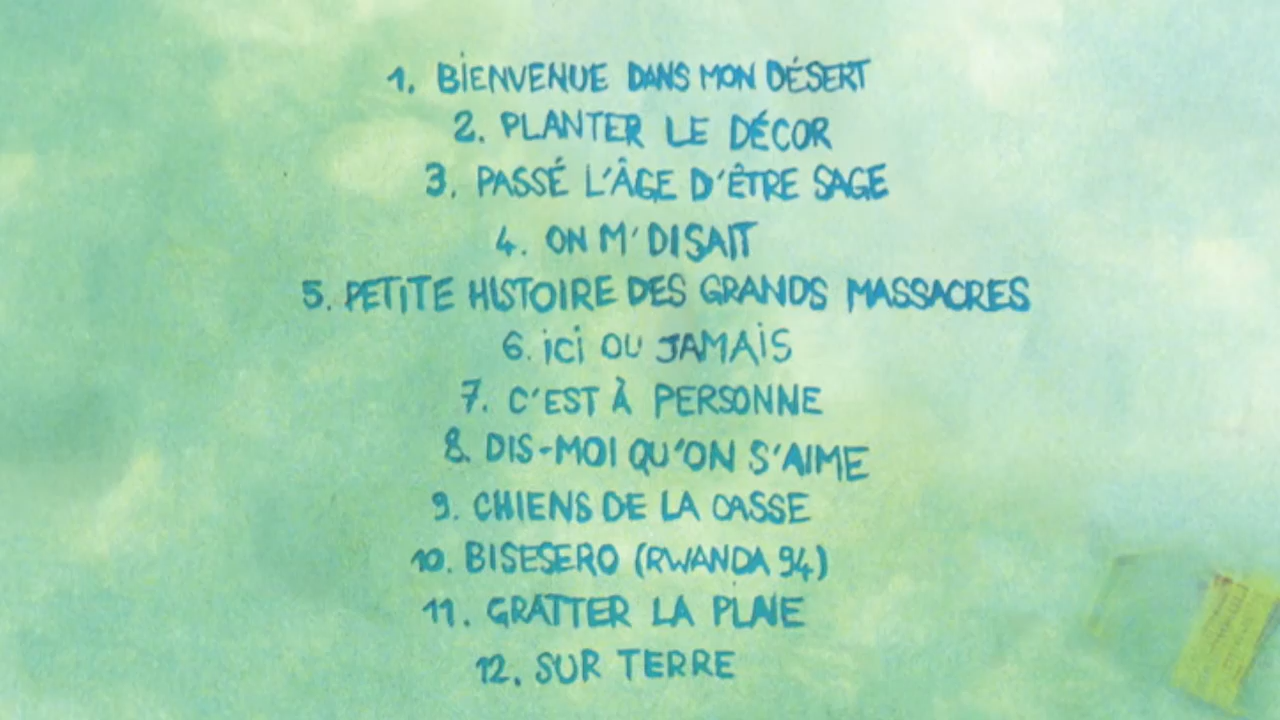 1. BIENVENUE DANS MON DÉSERT
2. PLANTER LE DÉCOR
3. PASSÉ L'ÂGE D'ÊTRE SAGE
4. ON M'DISAIT
5. PETITE HISTOIRE DES GRANDS MASSACRES
6. ICI OU JAMAIS
7. C'EST À PERSONNE
8. DIS-MOI QU'ON S'AIME
9. CHIENS DE LA CASSE
10. BISESERO (RWANDA 94)
11. GRATTER LA PLAIE
12. SUR TERRE